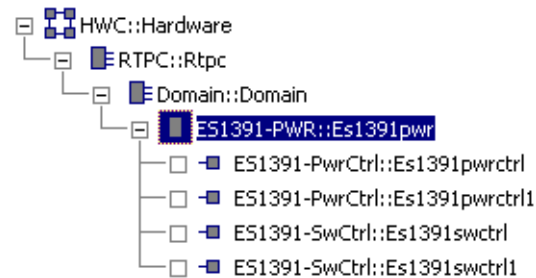 HWC::Hardware
RTPC::Rtpc
Domain::Domain
ES1391-PWR::Es1391pwr
ES1391-PwrCtrl::Es1391pwrctrl
ES1391-PwrCtrl::Es1391pwrctrl1
ES1391-SwCtrl::Es1391swctrl
ES1391-SwCtrl::Es1391swctrl1